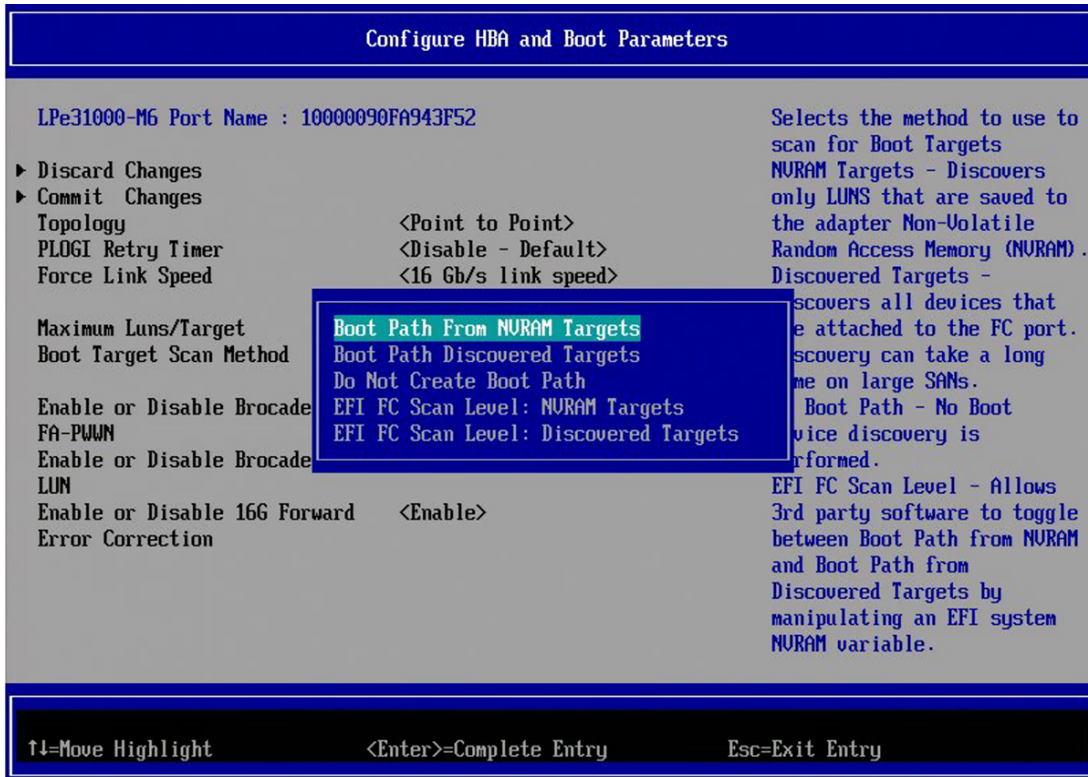 Configure HBA and Boot Parameters
LPe31000-M6 Port Name : 10000090FA943F52
Discard Changes
Commit Changes
Topology <Point to Point>
PLOGI Retry Timer <Disable - Default>
Force Link Speed <16 Gb/s link speed>
Maximum Luns/Target
Boot Target Scan Method
Enable or Disable Brocade
FA-PWWN
Enable or Disable Brocade
LUN
Enable or Disable 16G Forward <Enable>
Error Correction
Boot Path From NVRAM Targets
Boot Path Discovered Targets
Do Not Create Boot Path
EFI FC Scan Level: NVRAM Targets
EFI FC Scan Level: Discovered Targets
Selects the method to use to
scan for Boot Targets
NVRAM Targets - Discovers
only LUNS that are saved to
the adapter Non-Volatile
Random Access Memory (NVRAM).
Discovered Targets -
scovers all devices that
e attached to the FC port.
scovery can take a long
me on large SANs.
Boot Path - No Boot
vice discovery is
rformed.
EFI FC Scan Level - Allows
3rd party software to toggle
between Boot Path from NVRAM
and Boot Path from
Discovered Targets by
manipulating an EFI system
NVRAM variable.
↑↓=Move Highlight <Enter>=Complete Entry Esc=Exit Entry